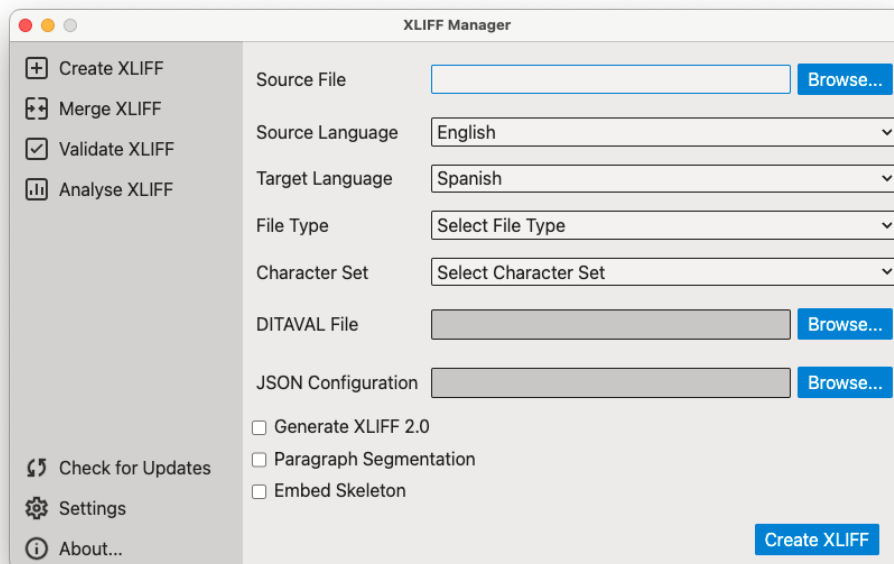 XLIFF Manager
Create XLIFF
Merge XLIFF
Validate XLIFF
Analyse XLIFF
Check for Updates
Settings
About...
Source File
Browse...
Source Language
English
Target Language
Spanish
File Type
Select File Type
Character Set
Select Character Set
DITAVAL File
Browse...
JSON Configuration
Browse...
Generate XLIFF 2.0
Paragraph Segmentation
Embed Skeleton
Create XLIFF